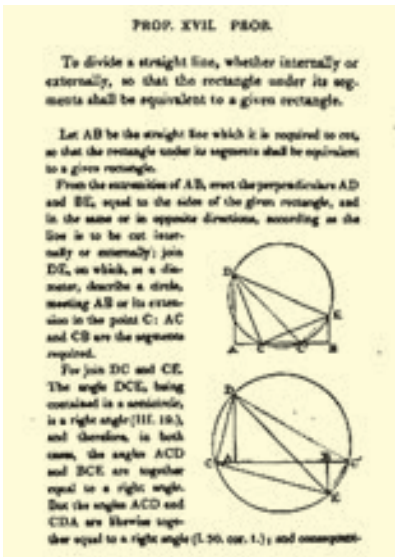 PROP. XVII. PROB.
To divide a straight line, whether internally or
externally, so that the rectangle under its seg-
ments shall be equivalent to a given rectangle.
Let AB be the straight line which it is required to cut,
so that the rectangle under its segments shall be equivalent
to a given rectangle.
From the extremities of AB, erect the perpendiculars AD
and BE, equal to the sides of the given rectangle, and
in the same or in opposite directions, according as the
line is to be cut inter-
nally or externally: join
DE, on which, as a dia-
meter, describe a circle,
meeting AB or its exten-
sion in the point C: AC
and CB are the segments
required.
For join DC and CE.
The angle DCE, being
contained in a semicircle,
is a right angle (III. 19.),
and therefore, in both
cases, the angles ACD
and BCE are together
equal to a right angle.
But the angles ACD and
CDA are likewise toge-
ther equal to a right angle (I. 30. cor. 1.); and consequent-
D
E
A C C' B
D
C A B C'
E